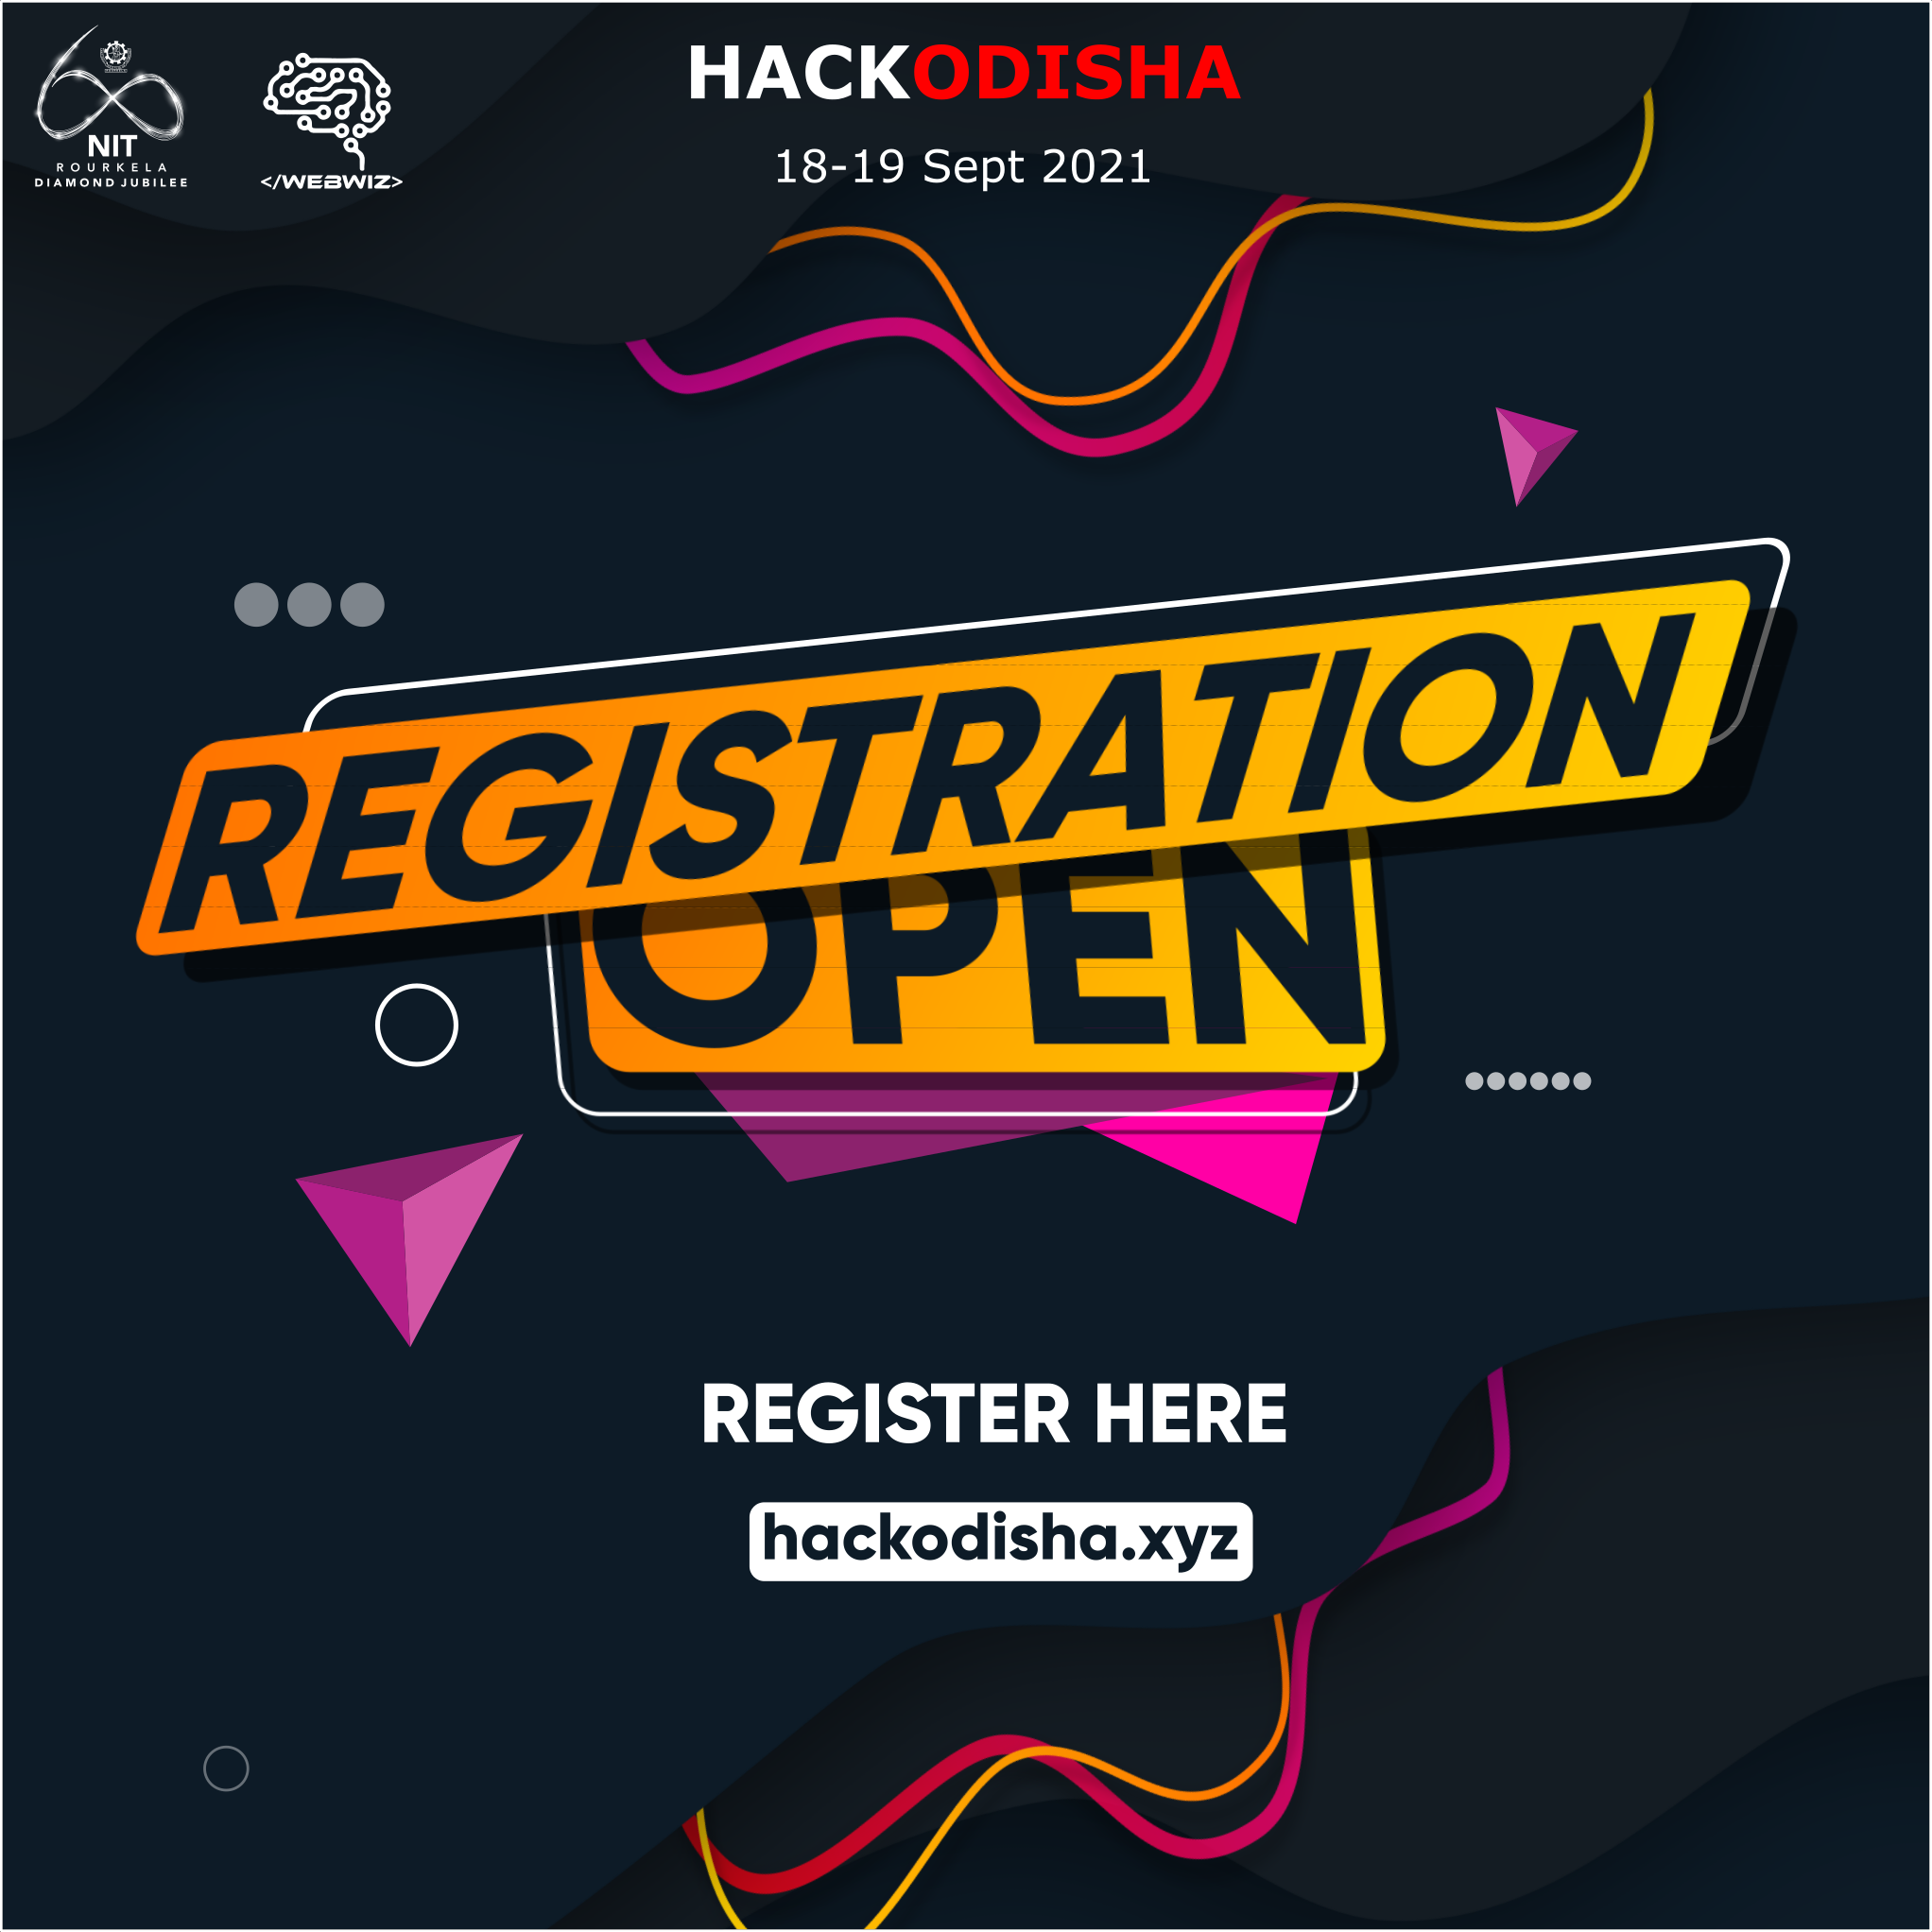 NIT
ROURKELA
DIAMOND JUBILEE
</WEBWIZ>
HACKODISHA
18-19 Sept 2021
REGISTRATION
OPEN
REGISTER HERE
hackodisha.xyz